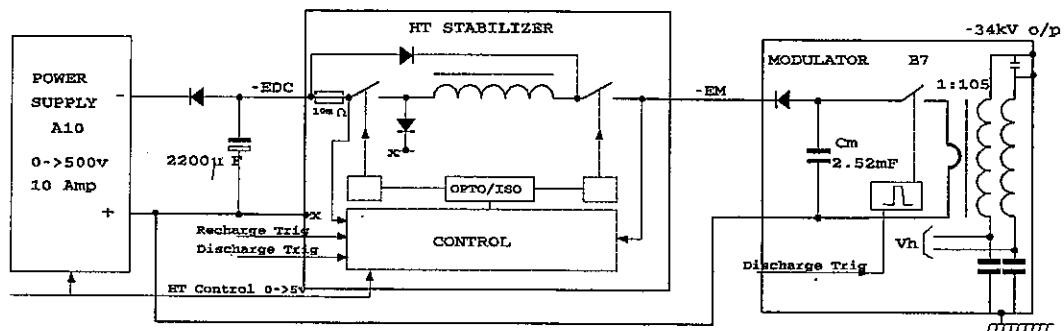 HT STABILIZER
-34kV o/p
POWER
SUPPLY
A10
0->500v
10 Amp
-
+
-EDC
10m Ω
2200μ F
x
x
OPTO/ISO
CONTROL
Recharge Trig
Discharge Trig
HT Control 0->5v
-EM
MODULATOR B7
1:105
Cm
2.52mF
Vh
Discharge Trig